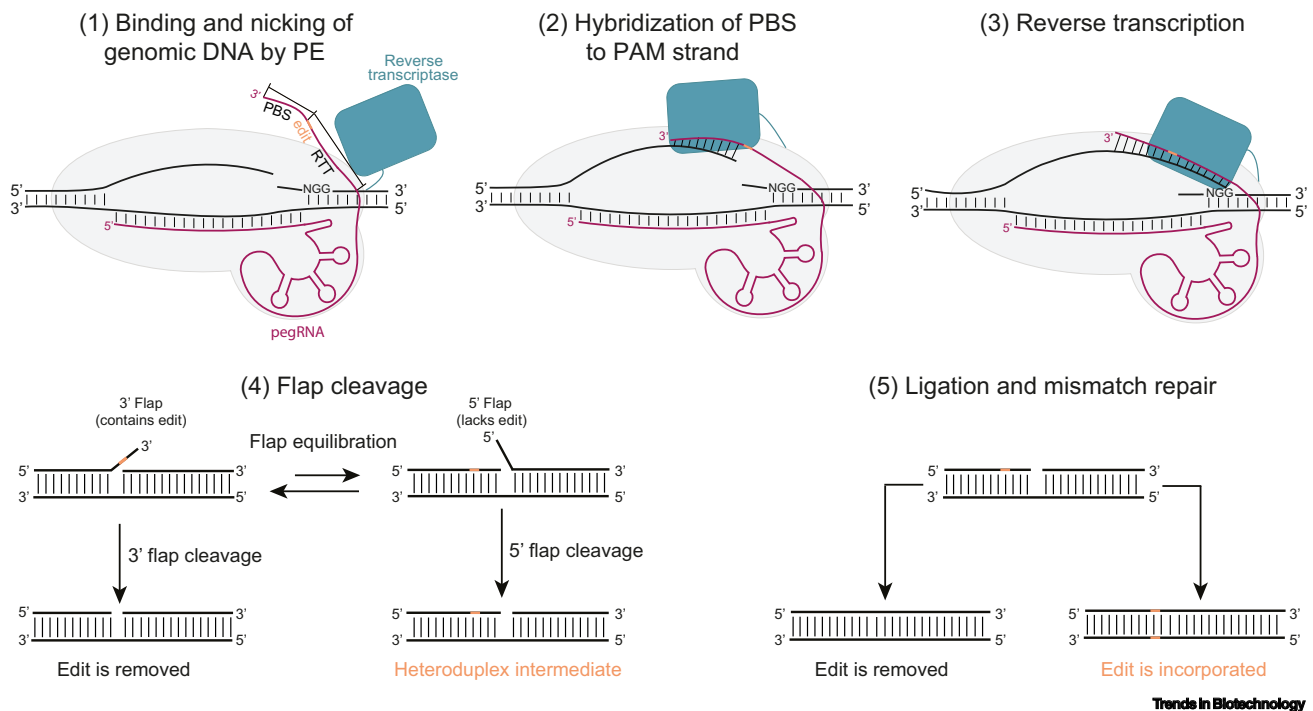 (1) Binding and nicking of
genomic DNA by PE
(2) Hybridization of PBS
to PAM strand
(3) Reverse transcription
Reverse
transcriptase
3'
PBS
edit
RTT
NGG
5'
3'
3'
5'
5'
pegRNA
3'
NGG
5'
3'
3'
5'
5'
3'
NGG
5'
3'
3'
5'
5'
(4) Flap cleavage
3' Flap
(contains edit)
3'
5'
3'
3'
5'
Flap equilibration
5' Flap
(lacks edit)
5'
5'
3'
3'
5'
3' flap cleavage
5' flap cleavage
5'
3'
3'
5'
Edit is removed
5'
3'
3'
5'
Heteroduplex intermediate
(5) Ligation and mismatch repair
5'
3'
3'
5'
5'
3'
3'
5'
Edit is removed
5'
3'
3'
5'
Edit is incorporated
Trends in Biotechnology